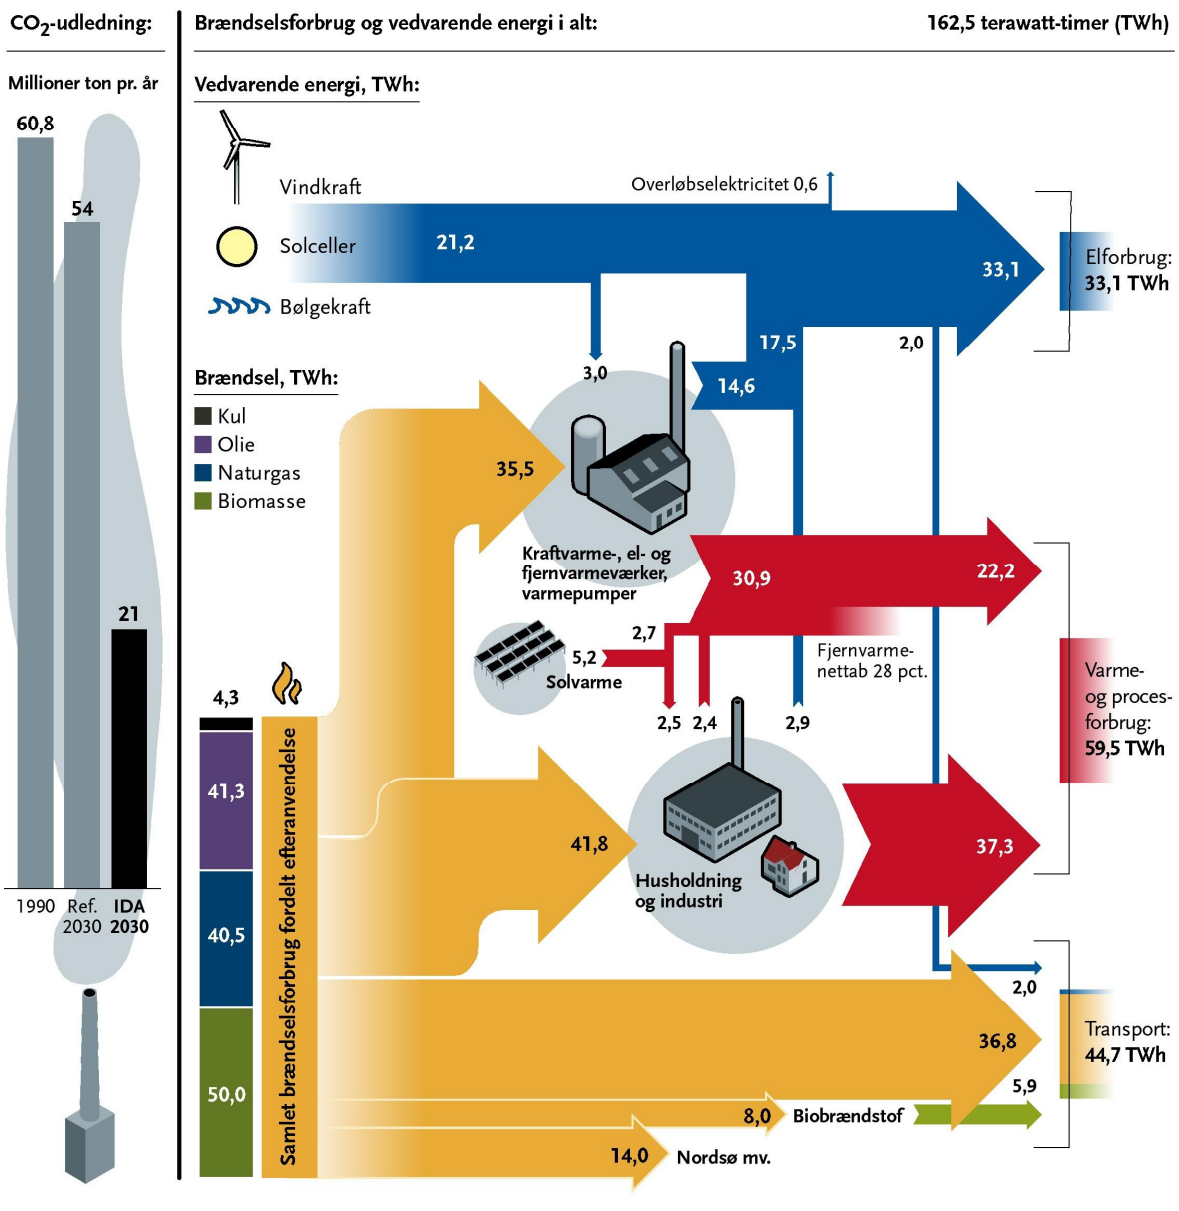 CO2-udledning:
Millioner ton pr. år
60,8
54
21
1990
Ref.
2030
IDA
2030
Brændselsforbrug og vedvarende energi i alt:
162,5 terawatt-timer (TWh)
Vedvarende energi, TWh:
Vindkraft
Solceller
Bølgekraft
21,2
Overløbselektricitet 0,6
33,1
Elforbrug:
33,1 TWh
3,0
17,5
14,6
2,0
Brændsel, TWh:
Kul
Olie
Naturgas
Biomasse
35,5
Kraftvarme-, el- og
fjernvarmeværker,
varmepumper
30,9
22,2
2,7
5,2
Solvarme
Fjernvarme-
nettab 28 pct.
2,5
2,4
2,9
Varme-
og proces-
forbrug:
59,5 TWh
4,3
41,3
40,5
50,0
Samlet brændselsforbrug fordelt efteranvendelse
41,8
Husholdning
og industri
37,3
2,0
36,8
Transport:
44,7 TWh
5,9
8,0
Biobrændstof
14,0
Nordsø mv.